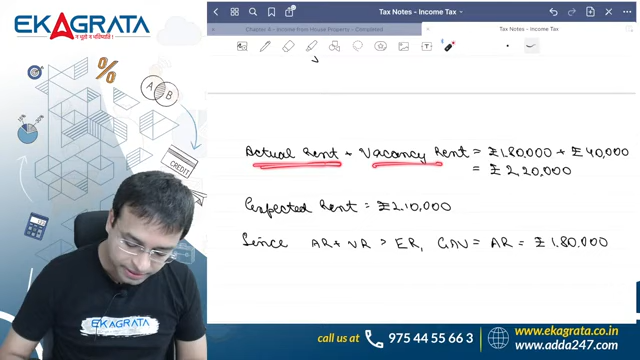 EKAGRATA
Tax Notes - Income Tax
Chapter A - Income from House Property - Completed
Tax Notes - Income Tax
%
A
B
CREDIT
Actual Rent + Vacancy Rent = ₹1,80,000 + ₹40,000
= ₹2,20,000
Expected Rent = ₹2,10,000
Since AR + VR > ER, GAV = AR = ₹1,80,000
EKAGRATA
call us at 975 44 55 66 3
www.ekagrata.co.in
www.adda247.com